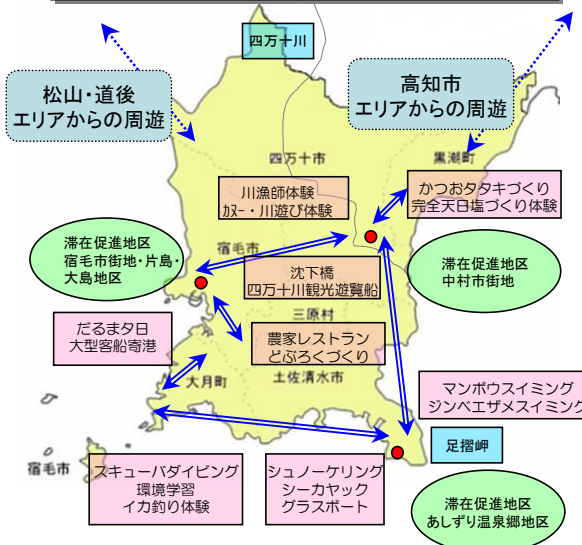 四万十川
松山・道後
エリアからの周遊
高知市
エリアからの周遊
四万十市
黒潮町
川漁師体験
カヌー・川遊び体験
かつおタタキづくり
完全天日塩づくり体験
滞在促進地区
宿毛市街地・片島・
大島地区
宿毛市
沈下橋
四万十川観光遊覧船
滞在促進地区
中村市街地
三原村
だるま夕日
大型客船寄港
農家レストラン
どぶろくづくり
大月町
土佐清水市
マンボウスイミング
ジンベエザメスイミング
足摺岬
宿毛市
スキューバダイビング
環境学習
イカ釣り体験
シュノーケリング
シーカヤック
グラスボート
滞在促進地区
あしずり温泉郷地区